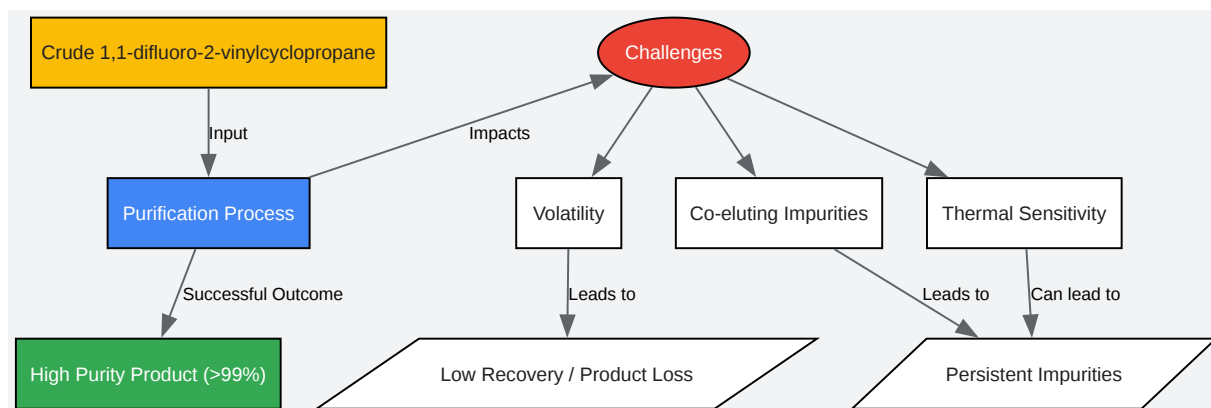 Crude 1,1-difluoro-2-vinylcyclopropane
Challenges
Input
Impacts
Purification Process
Volatility
Co-eluting Impurities
Thermal Sensitivity
Successful Outcome
Leads to
Leads to
Can lead to
High Purity Product (>99%)
Low Recovery / Product Loss
Persistent Impurities